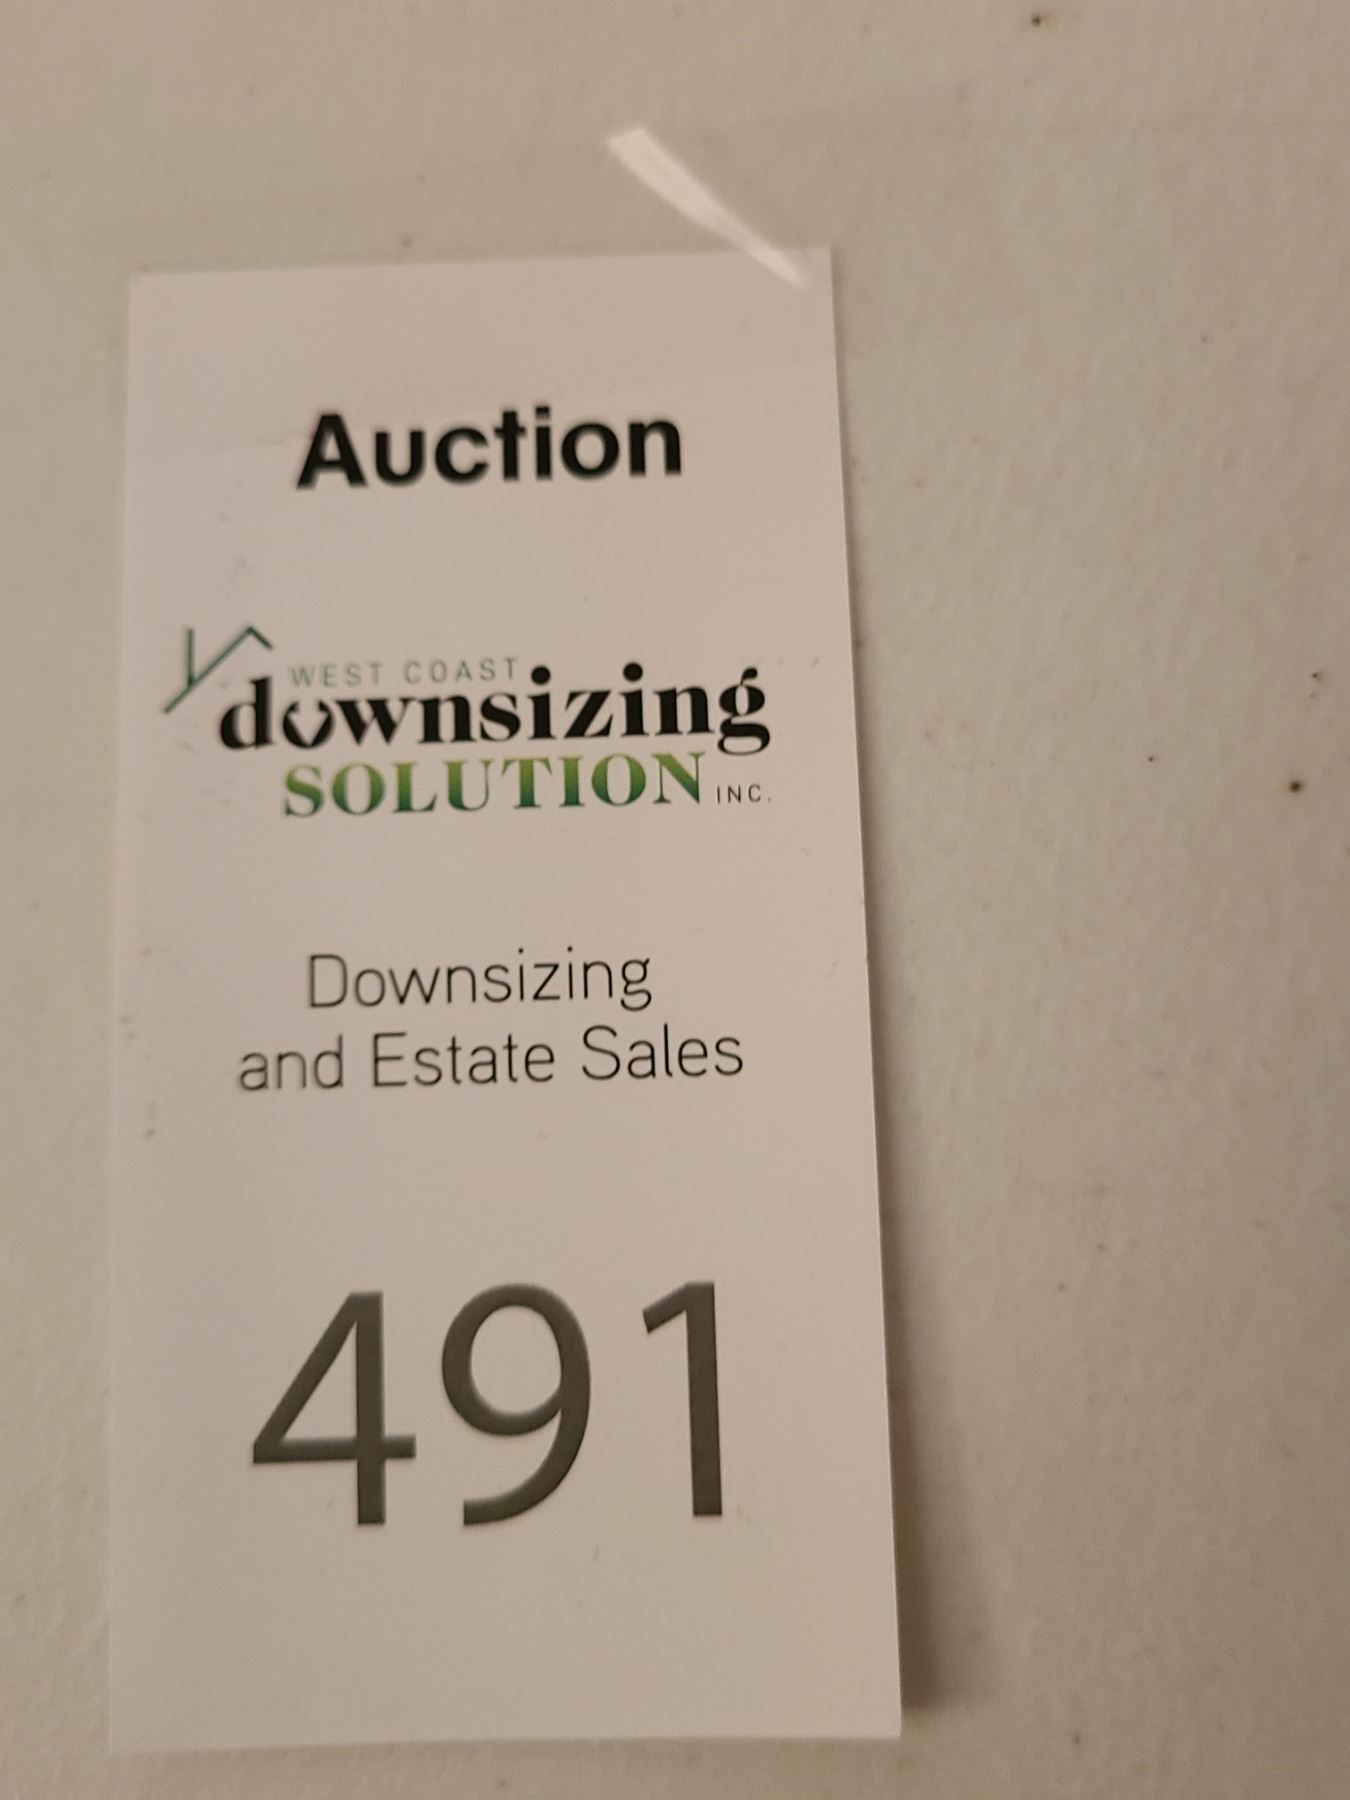 Auction
WEST COAST
downsizing
SOLUTION INC.
Downsizing
and Estate Sales
491